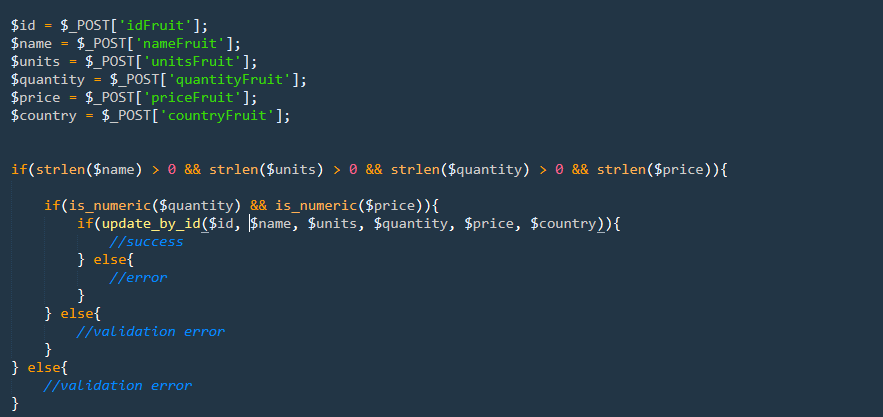 $id = $_POST['idFruit'];
$name = $_POST['nameFruit'];
$units = $_POST['unitsFruit'];
$quantity = $_POST['quantityFruit'];
$price = $_POST['priceFruit'];
$country = $_POST['countryFruit'];
if(strlen($name) > 0 && strlen($units) > 0 && strlen($quantity) > 0 && strlen($price)){
    if(is_numeric($quantity) && is_numeric($price)){
        if(update_by_id($id, $name, $units, $quantity, $price, $country)){
            //success
        } else{
            //error
        }
    } else{
        //validation error
    }
} else{
    //validation error
}